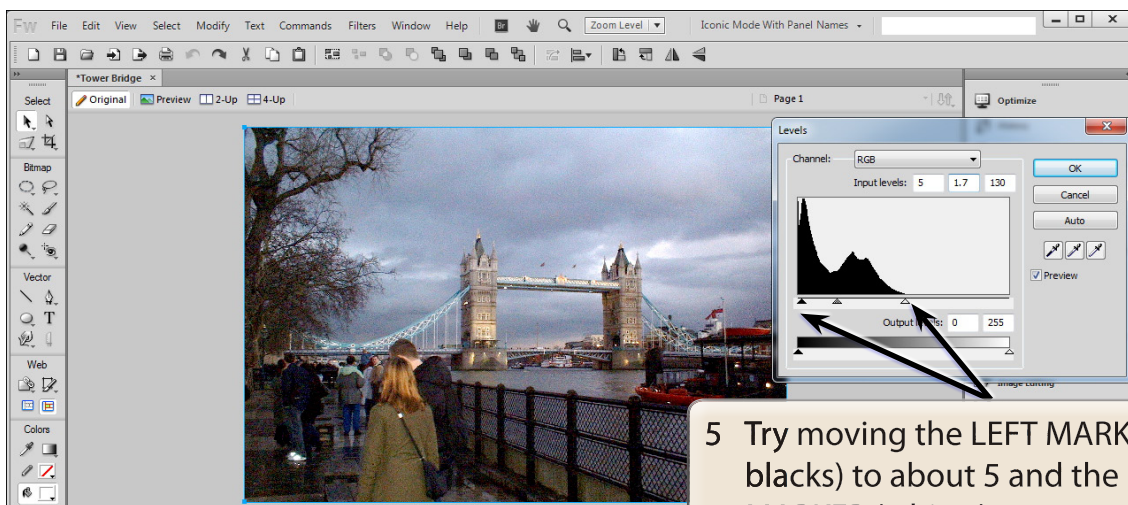 Fw File Edit View Select Modify Text Commands Filters Window Help Br Zoom Level Iconic Mode With Panel Names
*Tower Bridge ×
Select Original Preview 2-Up 4-Up Page 1 Optimize
Levels
Channel: RGB OK
Input levels: 5 1.7 130
Cancel
Auto
Preview
Bitmap
Vector
T
Output 0 255
Web
Image Editing
Colors
5 Try moving the LEFT MARK
blacks) to about 5 and the